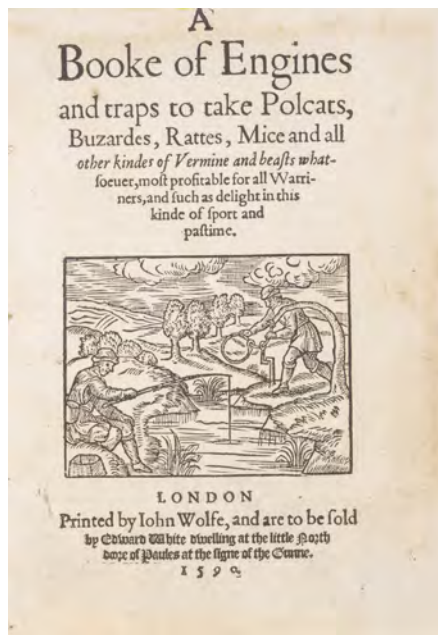 A
Booke of Engines
and traps to take Polcats,
Buzardes, Rattes, Mice and all
other kindes of Vermine and beaſts what-
ſoeuer,moſt profitable for all Warri-
ners,and ſuch as delight in this
kinde of ſport and
paſtime.
LONDON
Printed by Iohn Wolfe, and are to be ſold
by Edward White dwelling at the little North
dore of Paules at the ſigne of the Gunne.
1590